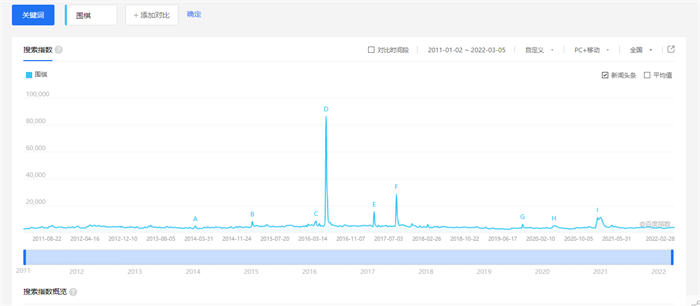 关键词 围棋 + 添加对比 确定
搜索指数 ? 对比时间段 2011-01-02 ~ 2022-03-05 自定义 PC+移动 全国
围棋 新闻头条 平均值
100,000
D
80,000
60,000
40,000
F
20,000
A B C E G H I
@百度指数
2011-08-22 2012-04-16 2012-12-10 2013-08-05 2014-03-31 2014-11-24 2015-07-20 2016-03-14 2016-11-07 2017-07-03 2018-02-26 2018-10-22 2019-06-17 2020-02-10 2020-10-05 2021-05-31 2022-02-28
2011 2012 2013 2014 2015 2016 2017 2018 2019 2020 2021 2022
搜索指数概览 ?